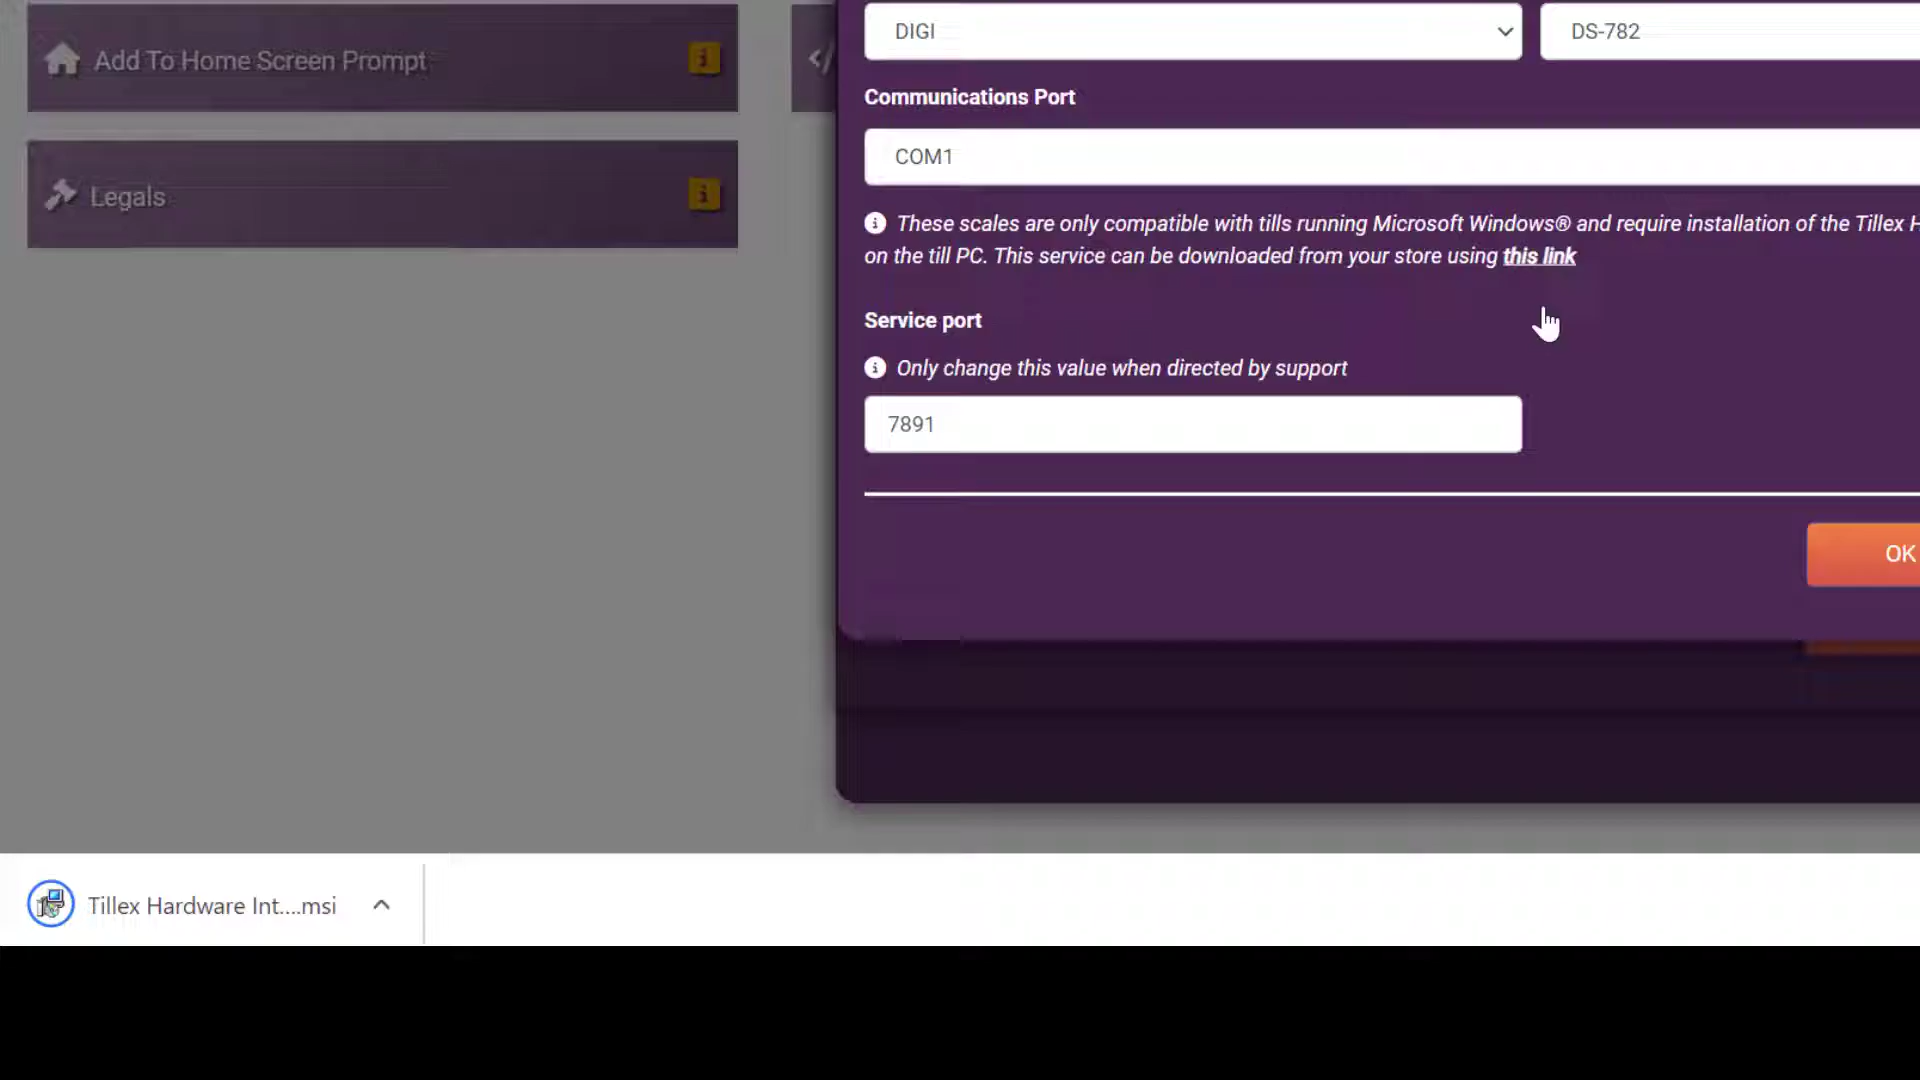 DIGI
DS-782
Add To Home Screen Prompt
Communications Port
COM1
Legals
These scales are only compatible with tills running Microsoft Windows® and require installation of the Tillex H
on the till PC. This service can be downloaded from your store using this link
Service port
Only change this value when directed by support
7891
OK
Tillex Hardware Int....msi